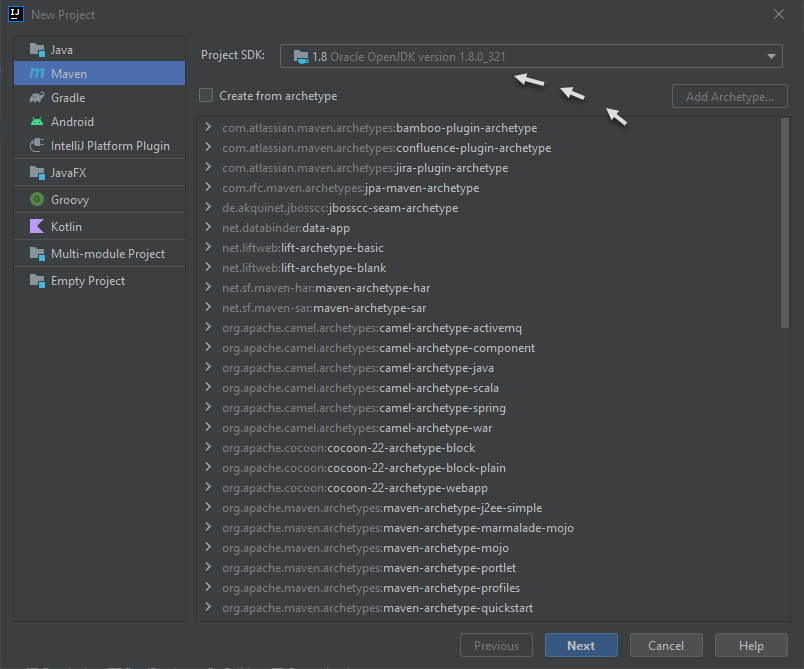 New Project
Java
Maven
Gradle
Android
IntelliJ Platform Plugin
JavaFX
Groovy
Kotlin
Multi-module Project
Empty Project
Project SDK: 1.8 Oracle OpenJDK version 1.8.0_321
Create from archetype
Add Archetype...
com.atlassian.maven.archetypes:bamboo-plugin-archetype
com.atlassian.maven.archetypes:confluence-plugin-archetype
com.atlassian.maven.archetypes:jira-plugin-archetype
com.rfc.maven.archetypes:jpa-maven-archetype
de.akquinet.jbosscc:jbosscc-seam-archetype
net.databinder:data-app
net.liftweb:lift-archetype-basic
net.liftweb:lift-archetype-blank
net.sf.maven-har:maven-archetype-har
net.sf.maven-sar:maven-archetype-sar
org.apache.camel.archetypes:camel-archetype-activemq
org.apache.camel.archetypes:camel-archetype-component
org.apache.camel.archetypes:camel-archetype-java
org.apache.camel.archetypes:camel-archetype-scala
org.apache.camel.archetypes:camel-archetype-spring
org.apache.camel.archetypes:camel-archetype-war
org.apache.cocoon:cocoon-22-archetype-block
org.apache.cocoon:cocoon-22-archetype-block-plain
org.apache.cocoon:cocoon-22-archetype-webapp
org.apache.maven.archetypes:maven-archetype-j2ee-simple
org.apache.maven.archetypes:maven-archetype-marmalade-mojo
org.apache.maven.archetypes:maven-archetype-mojo
org.apache.maven.archetypes:maven-archetype-portlet
org.apache.maven.archetypes:maven-archetype-profiles
org.apache.maven.archetypes:maven-archetype-quickstart
Previous
Next
Cancel
Help